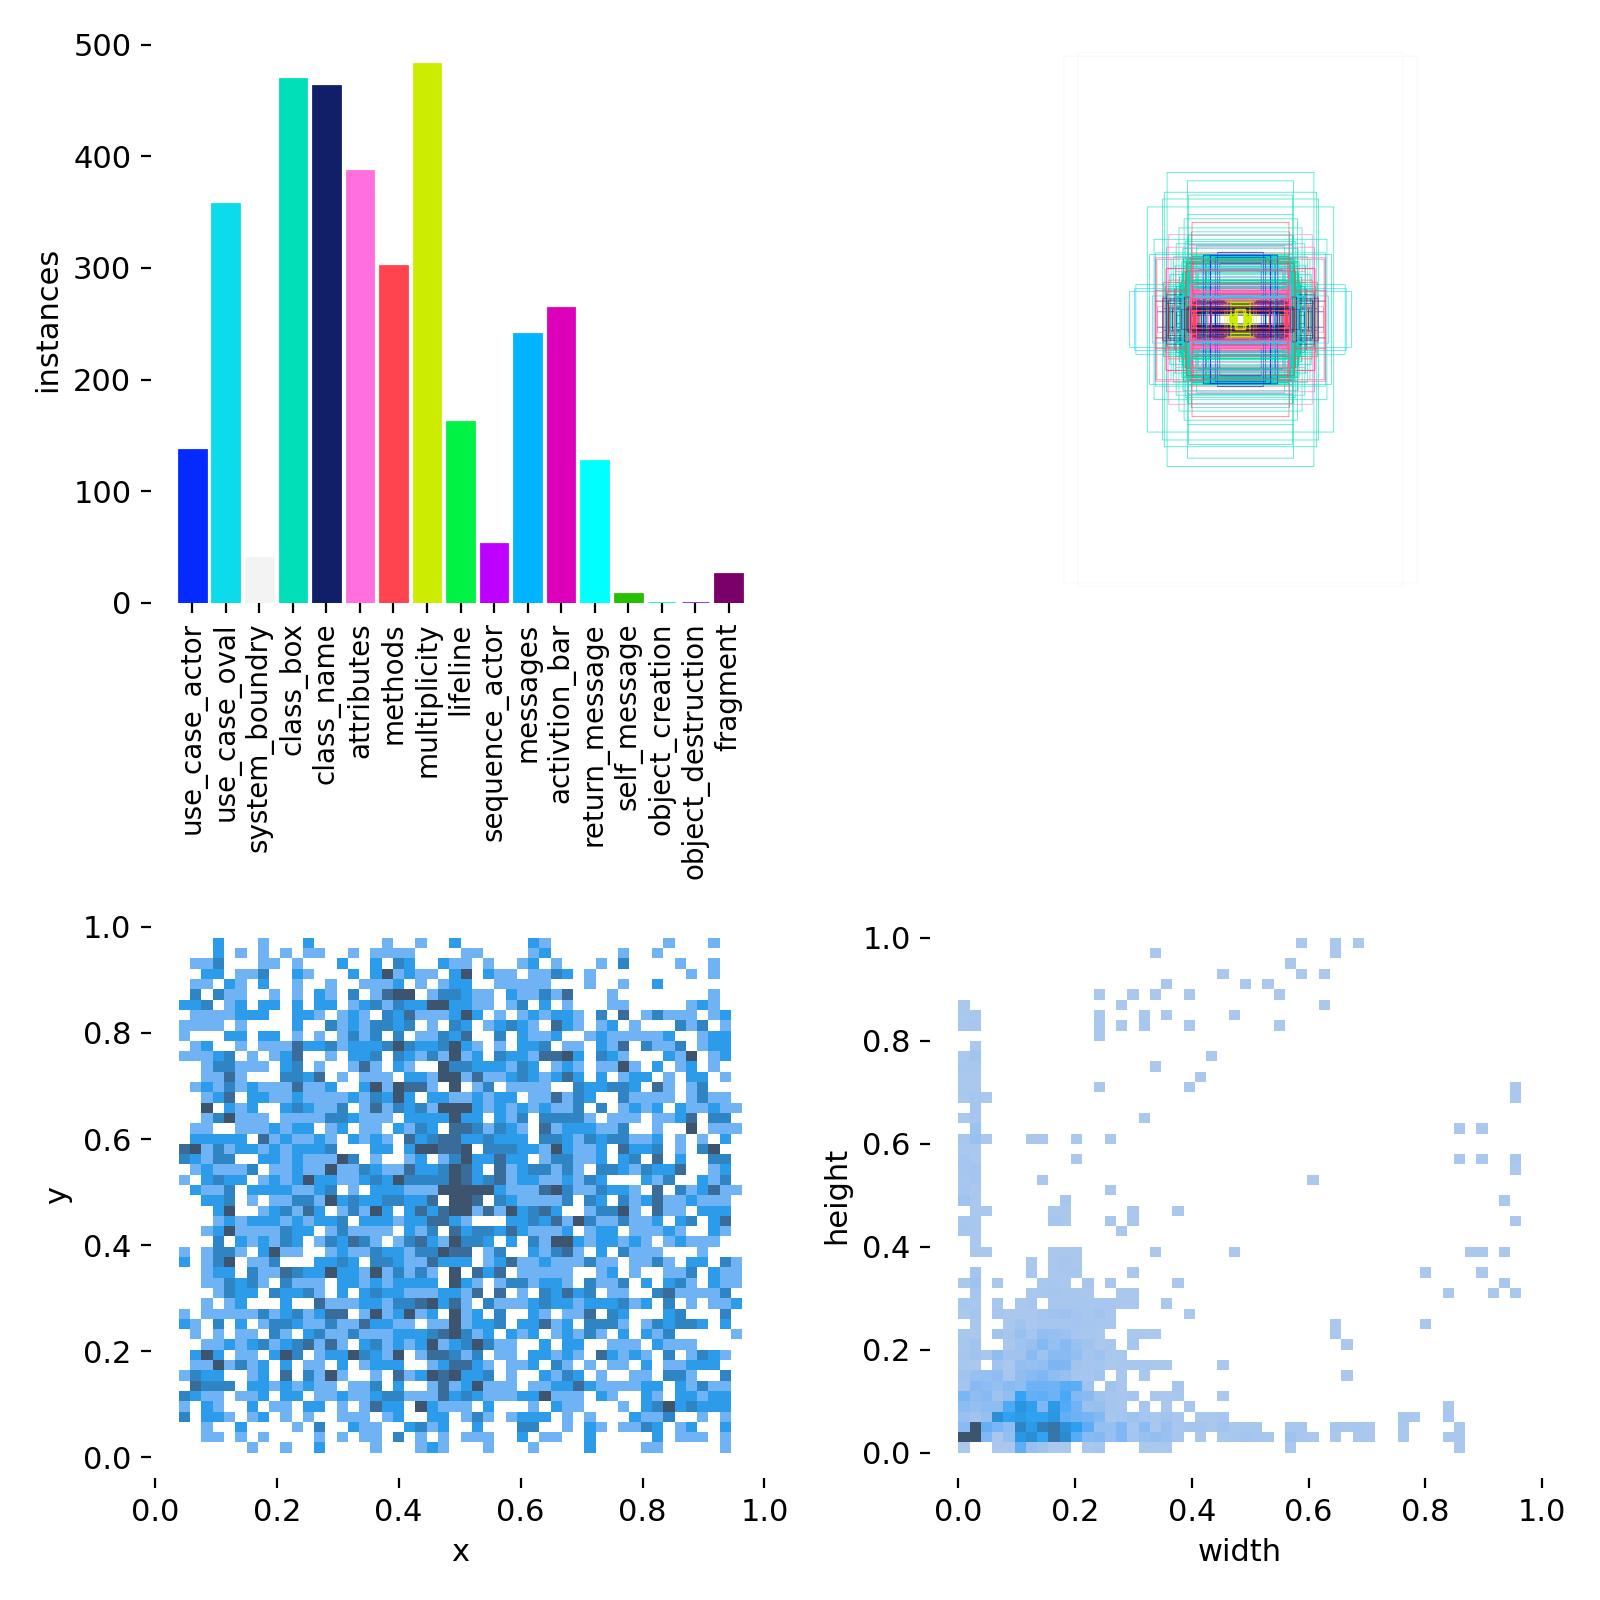 500
400
300
200
100
0
instances
use_case_actor
use_case_oval
system_boundry
class_box
class_name
attributes
methods
multiplicity
lifeline
sequence_actor
messages
activtion_bar
return_message
self_message
object_creation
object_destruction
fragment
1.0
0.8
0.6
0.4
0.2
0.0
y
0.0 0.2 0.4 0.6 0.8 1.0
x
1.0
0.8
0.6
0.4
0.2
0.0
height
0.0 0.2 0.4 0.6 0.8 1.0
width